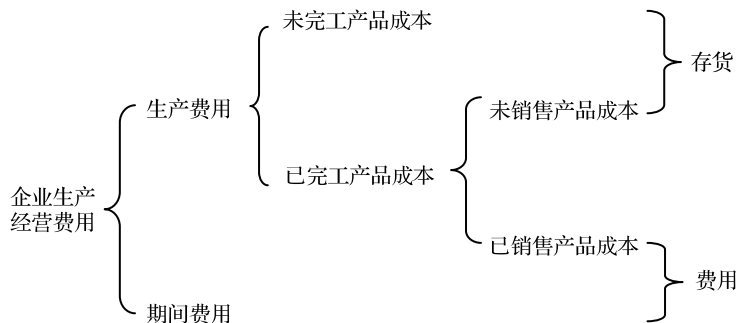 未完工产品成本
存货
生产费用
未销售产品成本
已完工产品成本
企业生产
经营费用
已销售产品成本
费用
期间费用